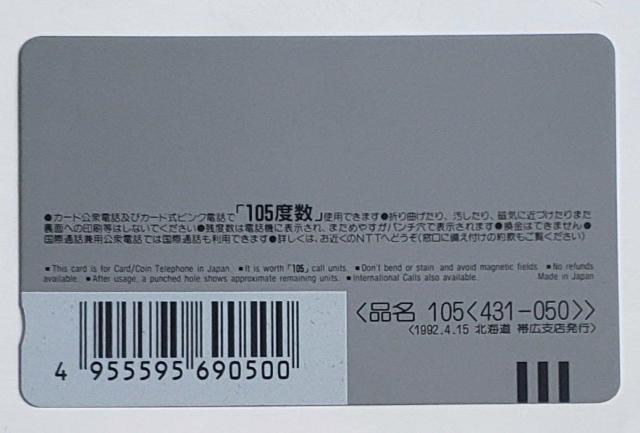 ●カード公衆電話及びカード式ピンク電話で「105度数」使用できます●折り曲げたり、汚したり、磁気に近づけたりまた
裏面への印刷等はしないでください●残度数は電話機に表示され、まためやすがパンチ穴で表示されます●換金はできません●
国際通話兼用公衆電話では国際通話も利用できます●詳しくは、お近くのNTTへどうぞ(窓口に備え付けの約款もご覧ください)
■This card is for Card/Coin Telephone in Japan. ■It is worth「105」call units. ■Don't bend or stain and avoid magnetic fields. ■No refunds
available. ■After usage, a punched hole shows approximate remaining units. ■International Calls also available. Made in Japan
〈品名 105〈431-050〉〉
〈1992.4.15 北海道 帯広支店発行〉
4 955595 690500